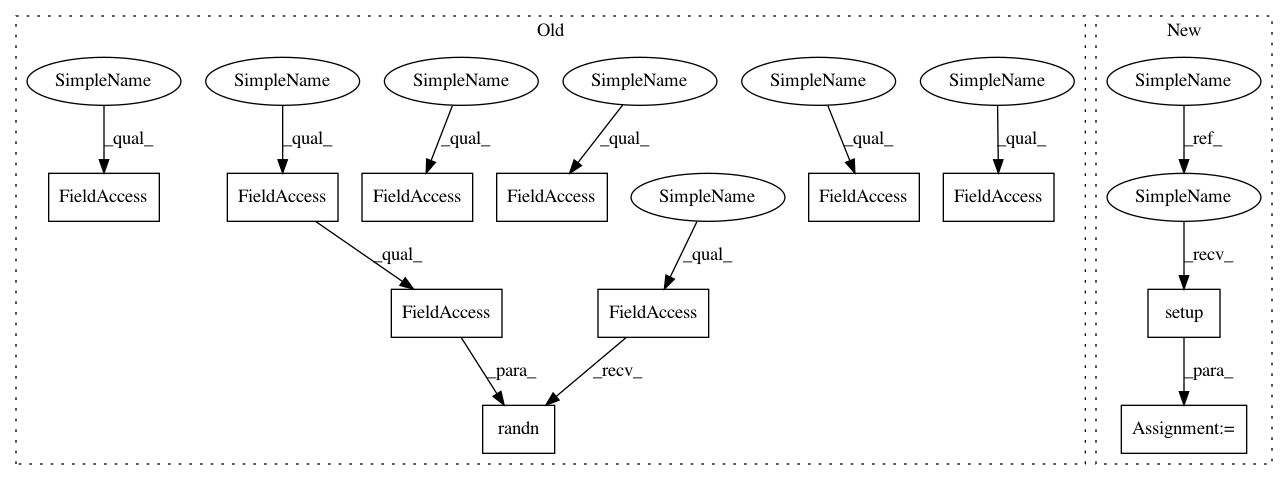 Old
New
SimpleName
SimpleName
SimpleName
SimpleName
SimpleName
SimpleName
SimpleName
_qual_
_qual_
_qual_
_qual_
_qual_
_qual_
_ref_
FieldAccess
FieldAccess
FieldAccess
FieldAccess
SimpleName
FieldAccess
FieldAccess
SimpleName
_qual_
_qual_
_recv_
FieldAccess
FieldAccess
setup
_para_
_recv_
_para_
randn
Assignment:=